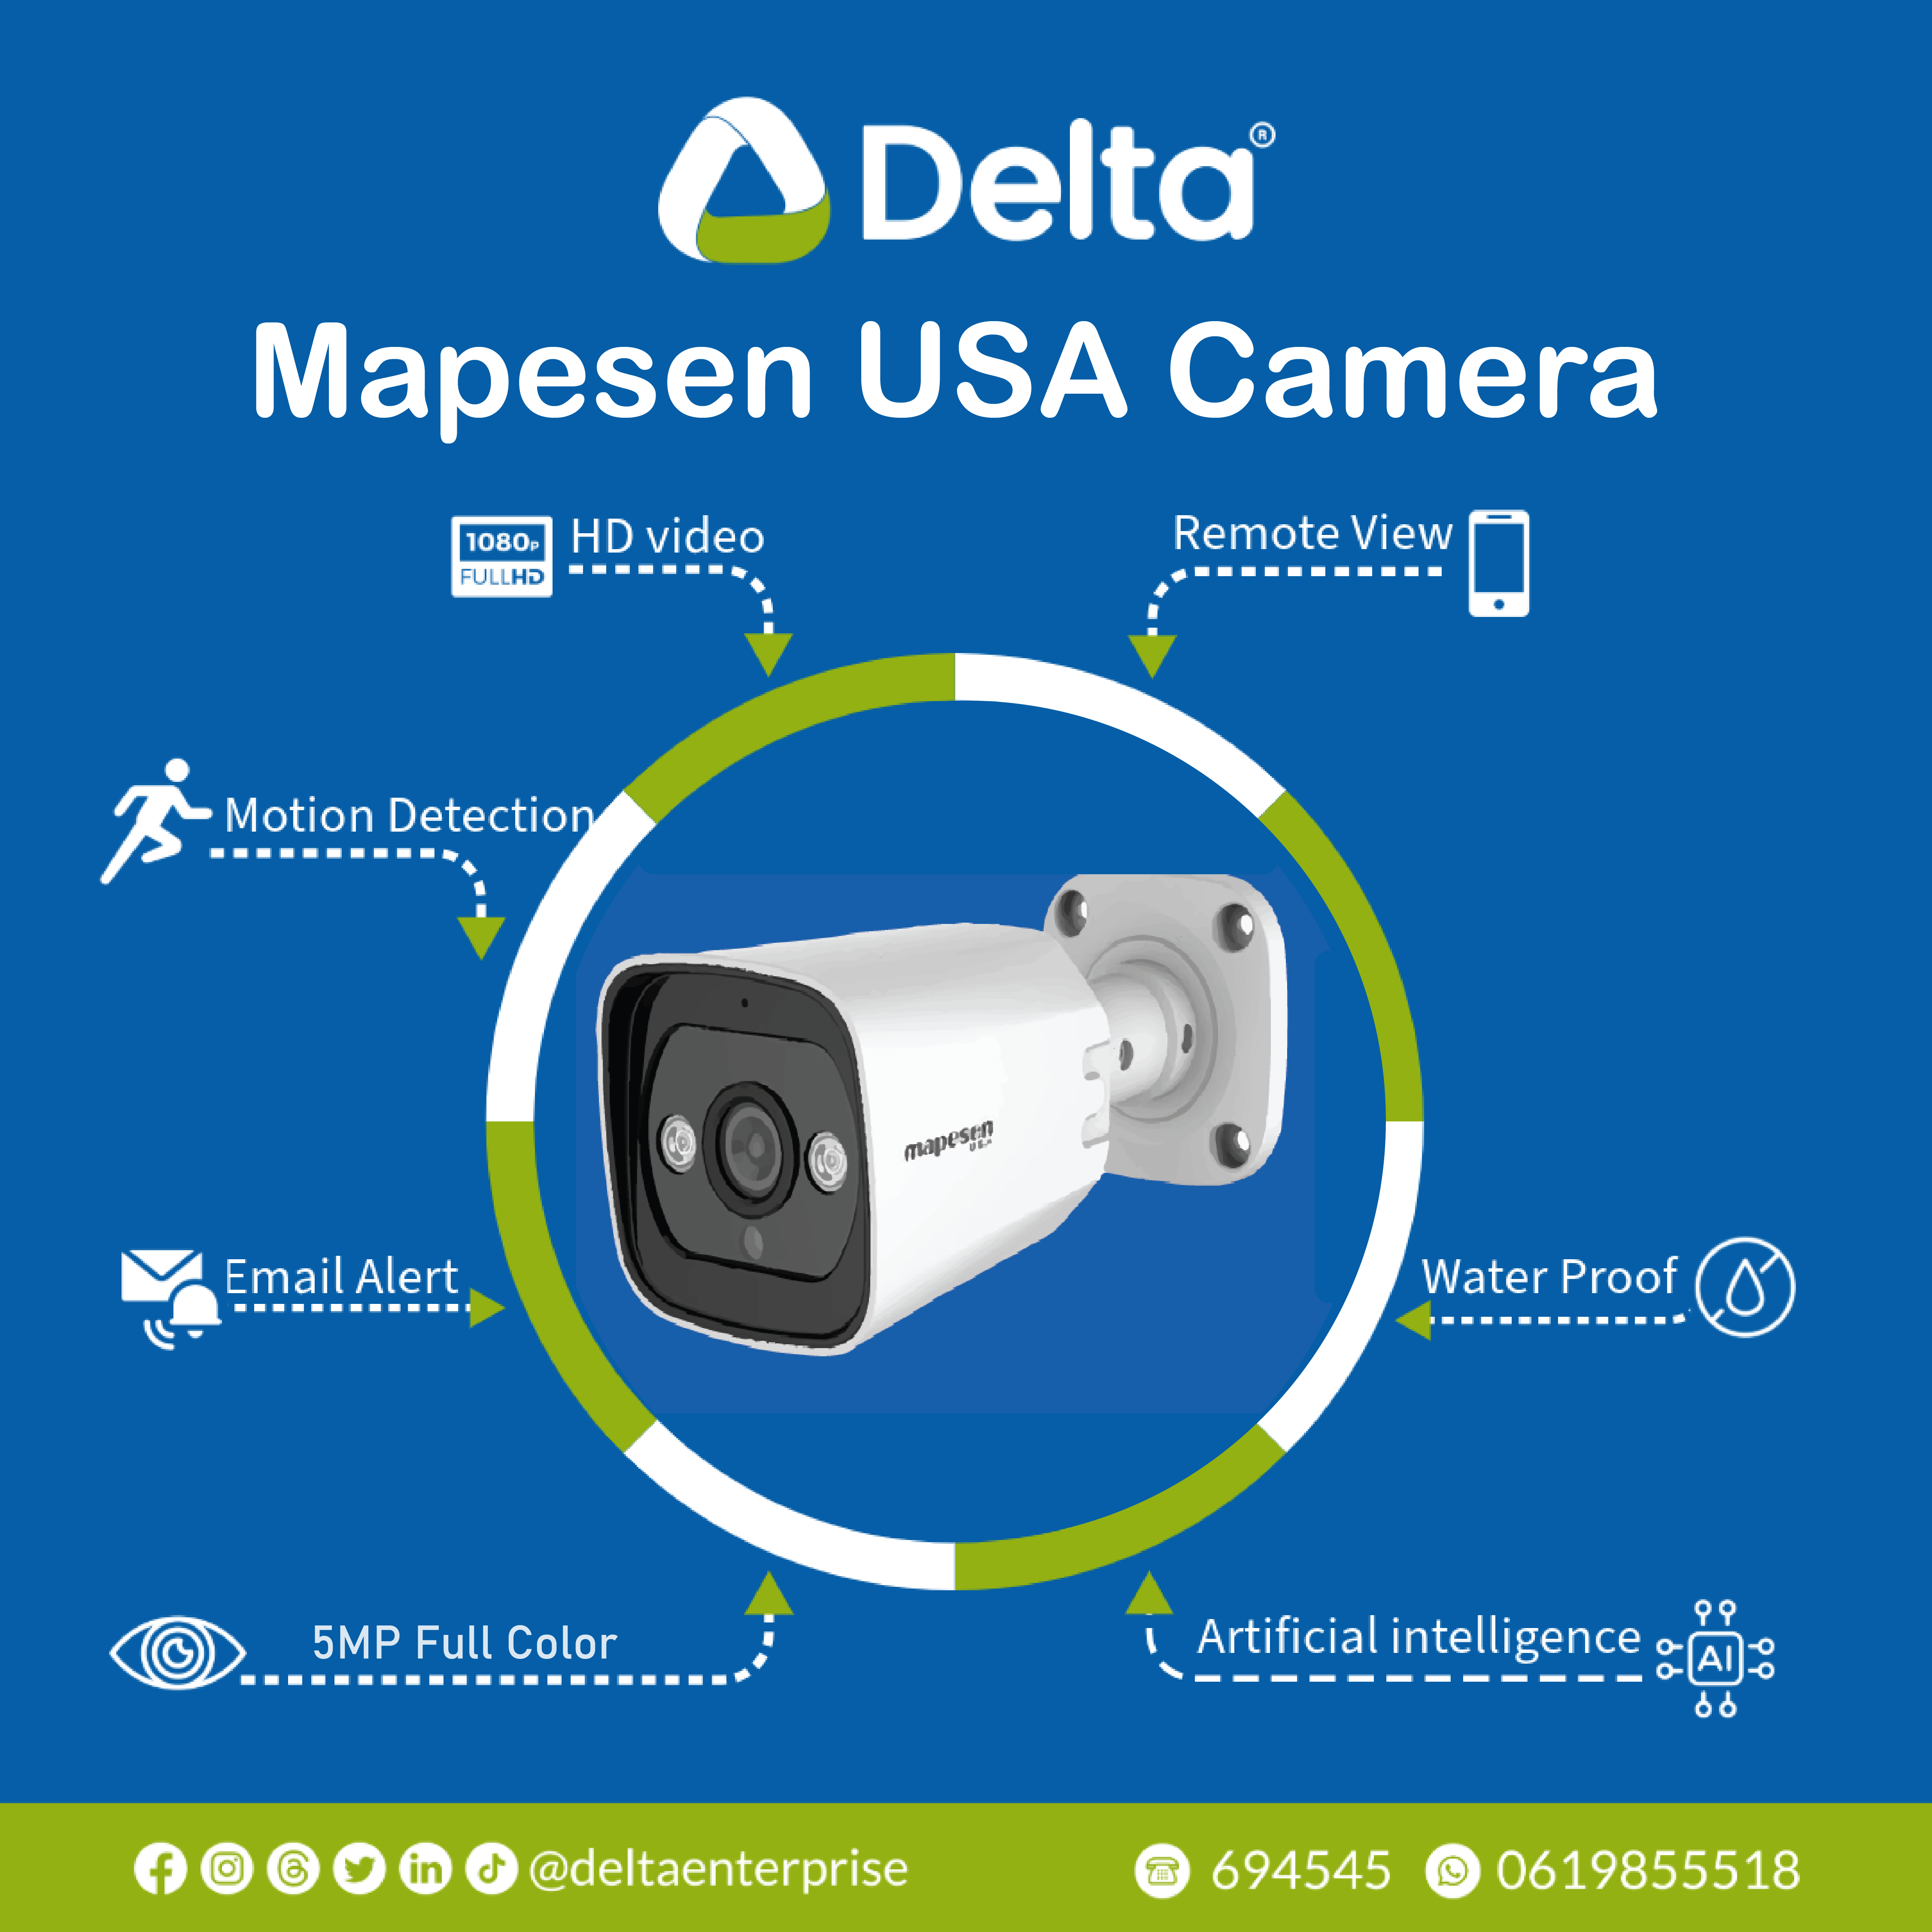 Delta®
Mapesen USA Camera
1080P
FULLHD
HD video
Remote View
Motion Detection
mapesen
USA
Email Alert
Water Proof
5MP Full Color
Artificial intelligence
AI
@deltaenterprise
694545
0619855518